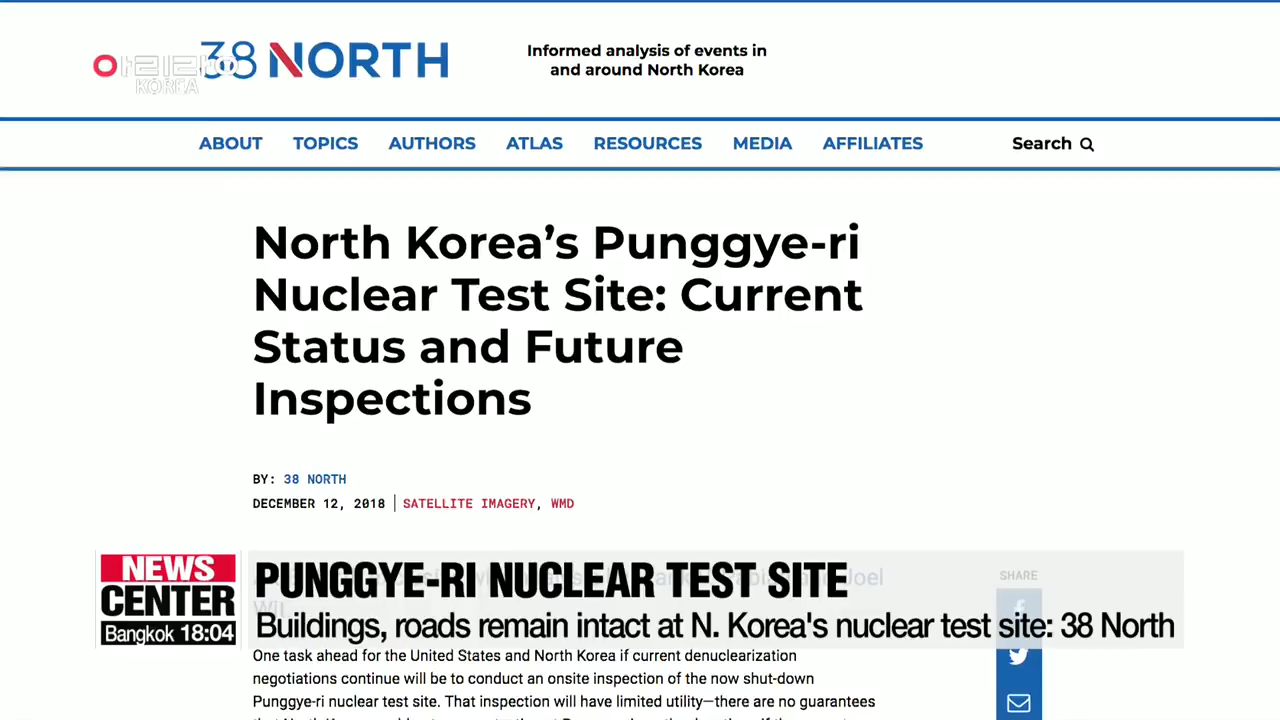 아리랑
KOREA
38 NORTH
Informed analysis of events in
and around North Korea
ABOUT TOPICS AUTHORS ATLAS RESOURCES MEDIA AFFILIATES Search
North Korea's Punggye-ri
Nuclear Test Site: Current
Status and Future
Inspections
BY: 38 NORTH
DECEMBER 12, 2018 | SATELLITE IMAGERY, WMD
SHARE
NEWS
CENTER
Bangkok 18:04
PUNGGYE-RI NUCLEAR TEST SITE
Buildings, roads remain intact at N. Korea's nuclear test site: 38 North
Joel
One task ahead for the United States and North Korea if current denuclearization
negotiations continue will be to conduct an onsite inspection of the now shut-down
Punggye-ri nuclear test site. That inspection will have limited utility—there are no guarantees